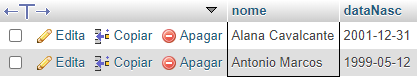 nome dataNasc
Edita Copiar Apagar Alana Cavalcante 2001-12-31
Edita Copiar Apagar Antonio Marcos 1999-05-12